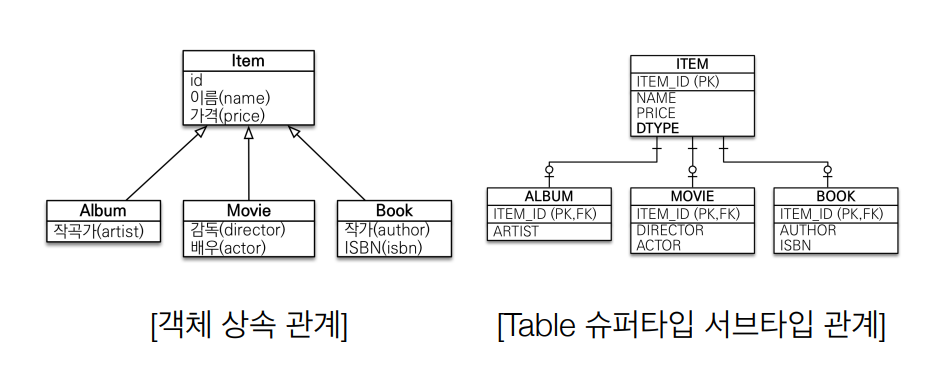 Item
id
이름(name)
가격(price)
Album
작곡가(artist)
Movie
감독(director)
배우(actor)
Book
작가(author)
ISBN(isbn)
[객체 상속 관계]
ITEM
ITEM_ID (PK)
NAME
PRICE
DTYPE
ALBUM
ITEM_ID (PK,FK)
ARTIST
MOVIE
ITEM_ID (PK,FK)
DIRECTOR
ACTOR
BOOK
ITEM_ID (PK,FK)
AUTHOR
ISBN
[Table 슈퍼타입 서브타입 관계]